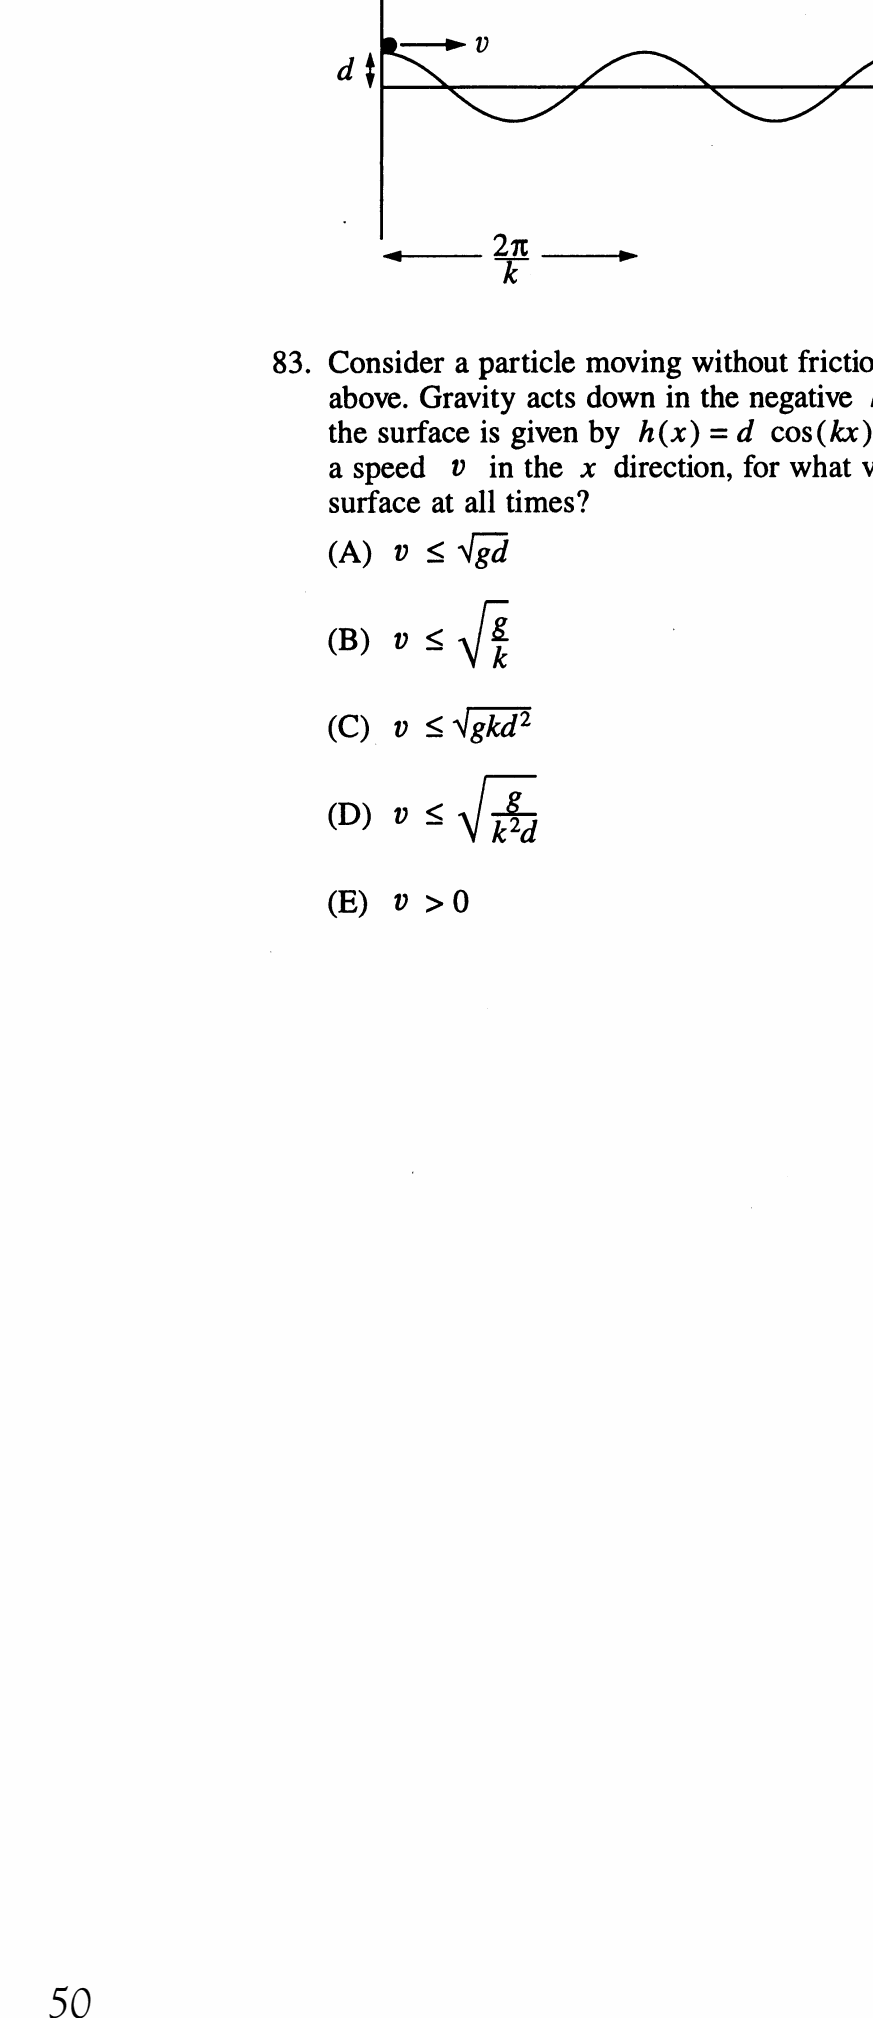 v
d
2π/k
83. Consider a particle moving without frictio
above. Gravity acts down in the negative
the surface is given by h(x) = d cos(kx)
a speed v in the x direction, for what v
surface at all times?
(A) v ≤ √gd
(B) v ≤ √(g/k)
(C) v ≤ √gkd²
(D) v ≤ √(g/k²d)
(E) v > 0
50